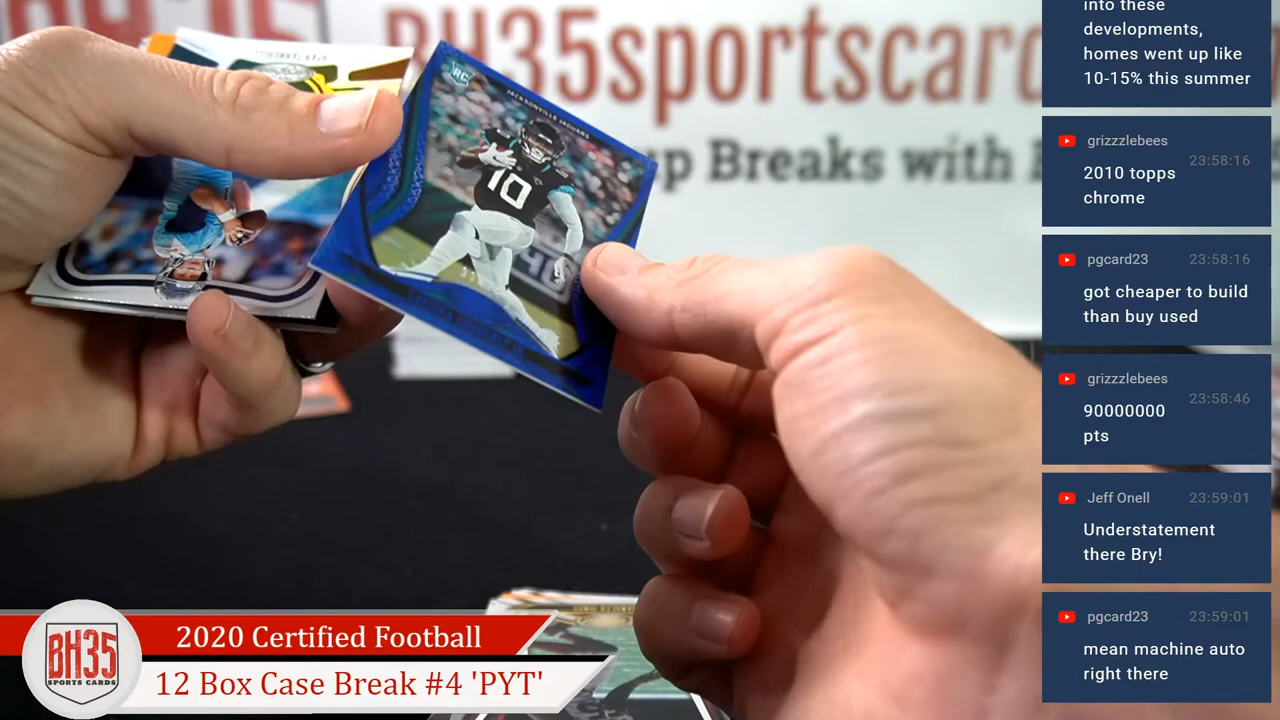 BH35sportscard
up Breaks with
RC
JACKSONVILLE JAGUARS
10
into these
developments,
homes went up like
10-15% this summer
grizzzlebees
23:58:16
2010 topps
chrome
pgcard23
23:58:16
got cheaper to build
than buy used
grizzzlebees
23:58:46
90000000
pts
Jeff Onell
23:59:01
Understatement
there Bry!
pgcard23
23:59:01
mean machine auto
right there
BH35
SPORTS CARDS
2020 Certified Football
12 Box Case Break #4 'PYT'